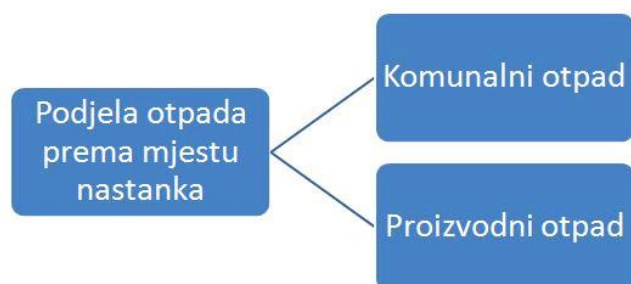 Podjela otpada
prema mjestu
nastanka
Komunalni otpad
Proizvodni otpad